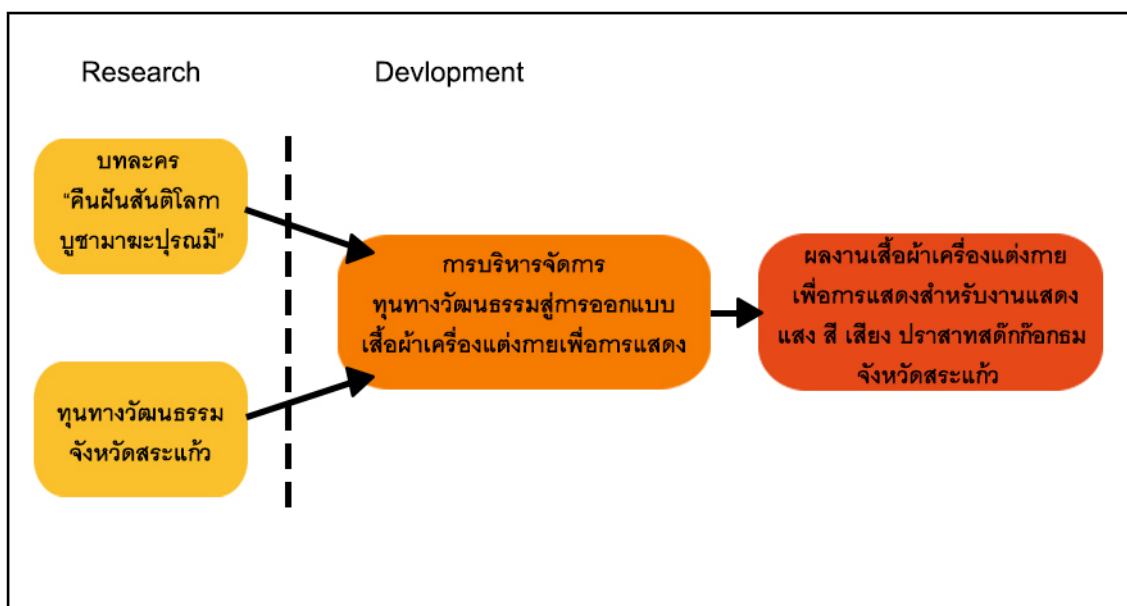 Research
Devlopment
บทละคร
“คืนฝันสันติโลกา
บูชามาฆะปุรณมี”
ทุนทางวัฒนธรรม
จังหวัดสระแก้ว
การบริหารจัดการ
ทุนทางวัฒนธรรมสู่การออกแบบ
เสื้อผ้าเครื่องแต่งกายเพื่อการแสดง
ผลงานเสื้อผ้าเครื่องแต่งกาย
เพื่อการแสดงสำหรับงานแสดง
แสง สี เสียง ปราสาทสด๊กก๊อกธม
จังหวัดสระแก้ว